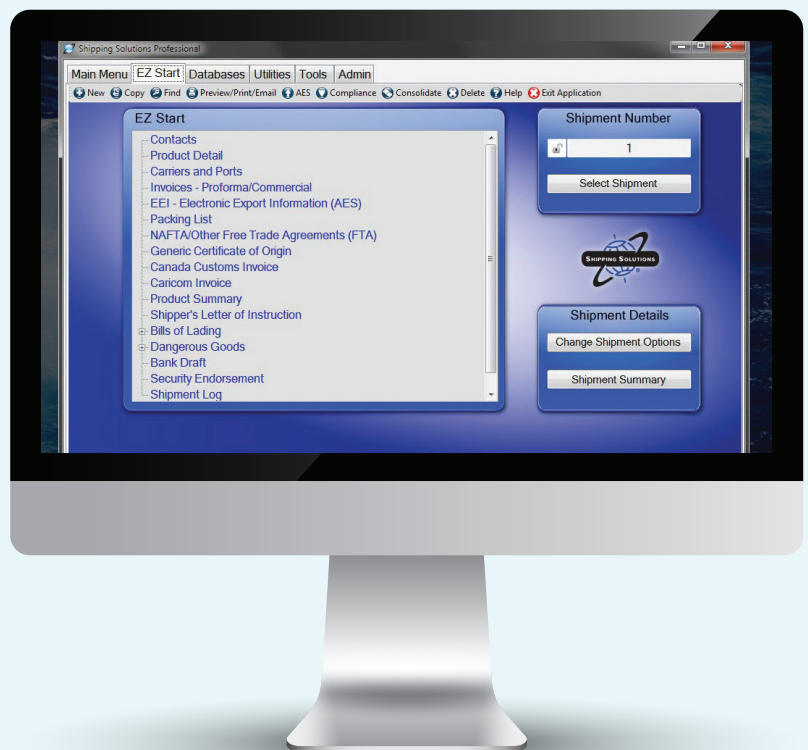 Shipping Solutions Professional
Main Menu EZ Start Databases Utilities Tools Admin
New Copy Find Preview/Print/Email AES Compliance Consolidate Delete Help Exit Application
EZ Start
Contacts
Product Detail
Carriers and Ports
Invoices - Proforma/Commercial
EEI - Electronic Export Information (AES)
Packing List
NAFTA/Other Free Trade Agreements (FTA)
Generic Certificate of Origin
Canada Customs Invoice
Caricom Invoice
Product Summary
Shipper's Letter of Instruction
Bills of Lading
Dangerous Goods
Bank Draft
Security Endorsement
Shipment Log
Shipment Number
1
Select Shipment
SHIPPING SOLUTIONS
Shipment Details
Change Shipment Options
Shipment Summary